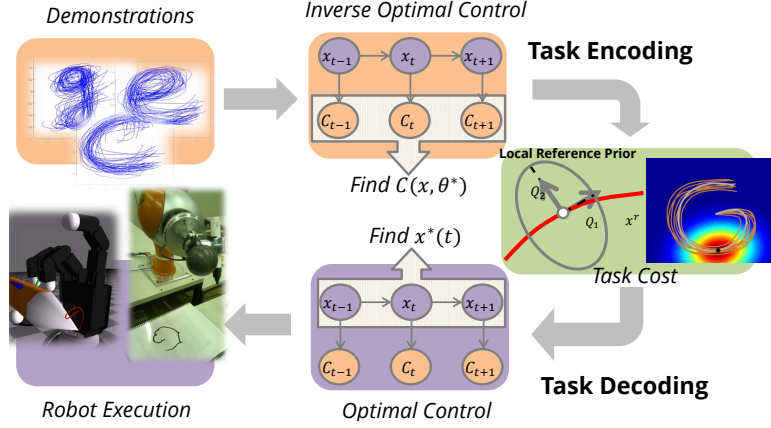 Demonstrations
Inverse Optimal Control
Task Encoding
x_{t-1} x_t x_{t+1}
C_{t-1} C_t C_{t+1}
Find C(x, θ*)
Local Reference Prior
Q_2
Q_1
x^r
Task Cost
Find x*(t)
x_{t-1} x_t x_{t+1}
C_{t-1} C_t C_{t+1}
Task Decoding
Robot Execution
Optimal Control